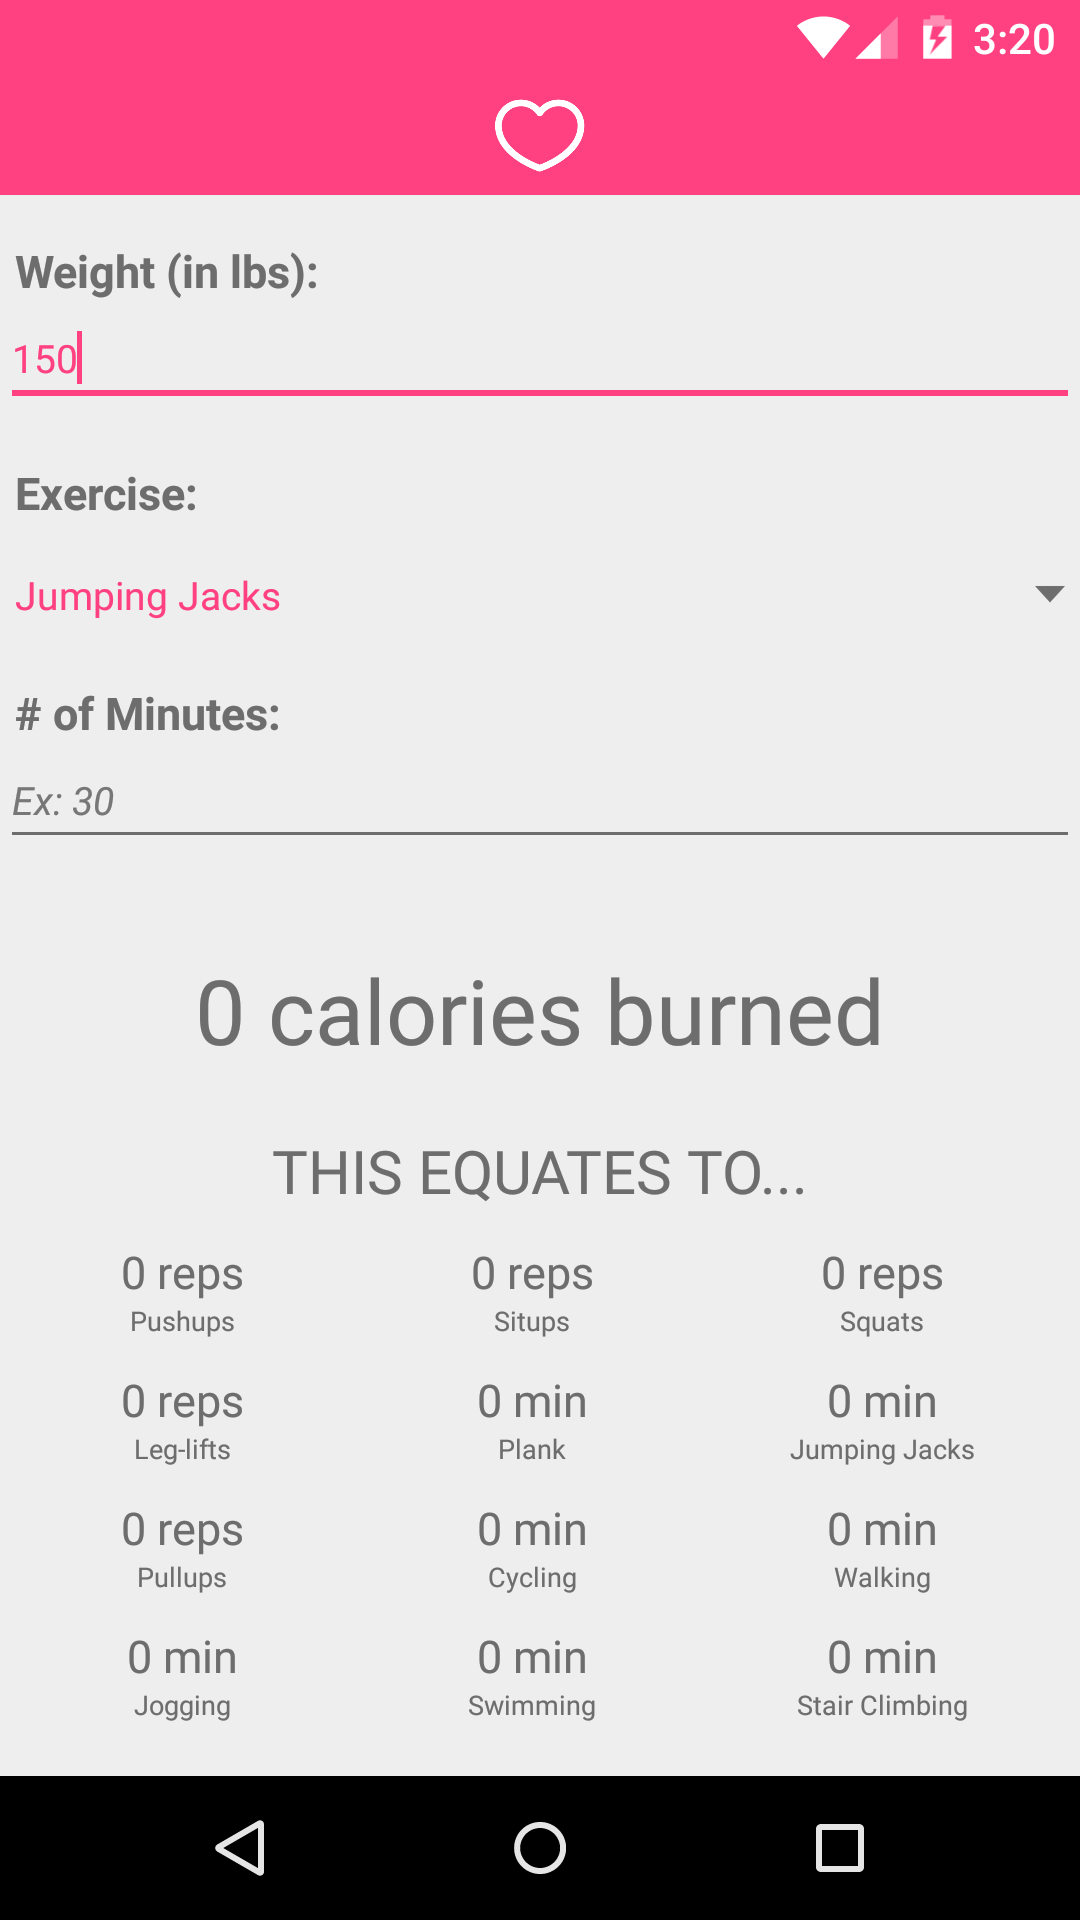 3:20
Weight (in lbs):
150
Exercise:
Jumping Jacks
# of Minutes:
Ex: 30
0 calories burned
THIS EQUATES TO...
0 reps 0 reps 0 reps
Pushups Situps Squats
0 reps 0 min 0 min
Leg-lifts Plank Jumping Jacks
0 reps 0 min 0 min
Pullups Cycling Walking
0 min 0 min 0 min
Jogging Swimming Stair Climbing